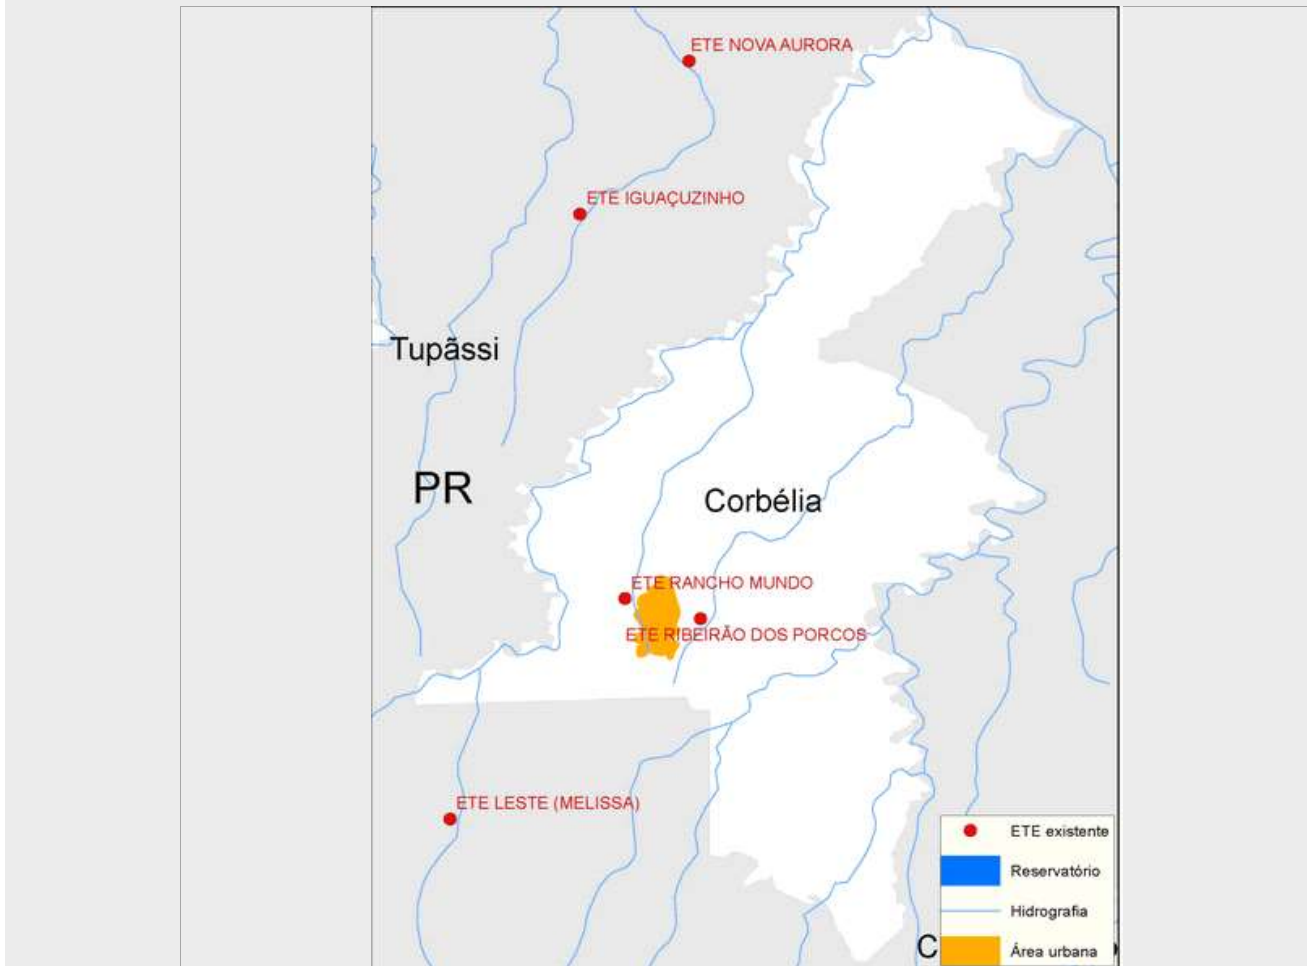 ETE NOVA AURORA
ETE IGUAÇUZINHO
Tupãssi
PR
Corbélia
ETE RANCHO MUNDO
ETE RIBEIRÃO DOS PORCOS
ETE LESTE (MELISSA)
ETE existente
Reservatório
Hidrografia
Área urbana